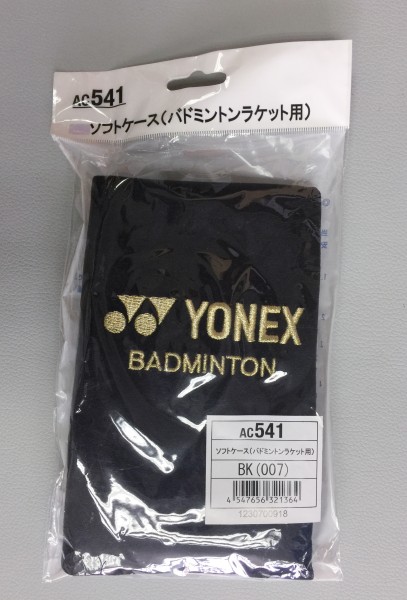 AC541
ソフトケース(バドミントンラケット用)
YONEX
BADMINTON
AC541
ソフトケース(バドミントンラケット用)
BK(007)
4 547656 321364
1230700918